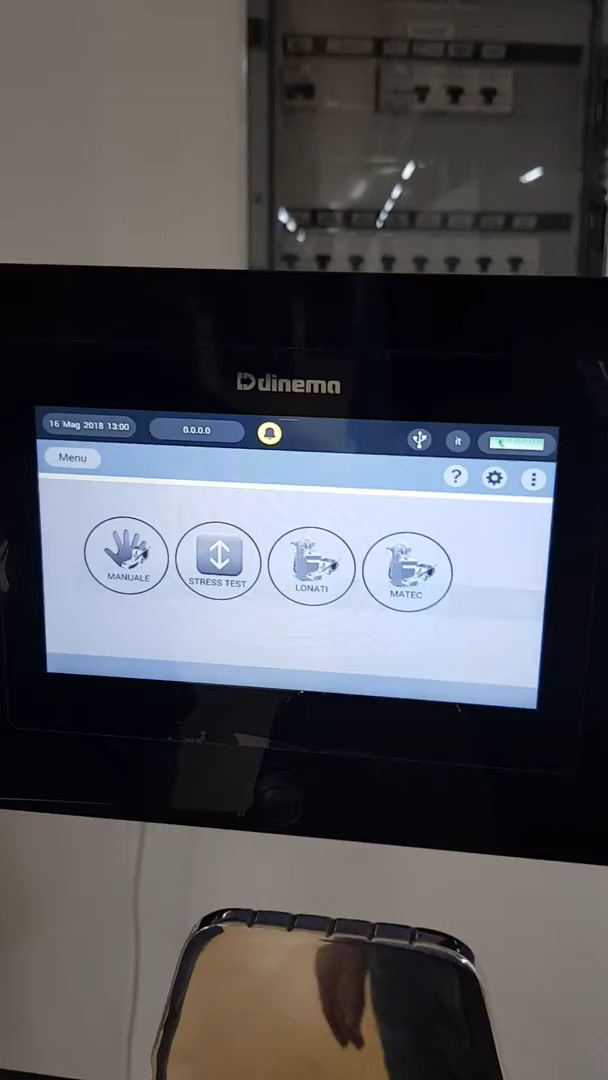 dinema
16 Mag 2018 13:00
0.0.0.0
it
Menu
?
MANUALE
STRESS TEST
LONATI
MATEC